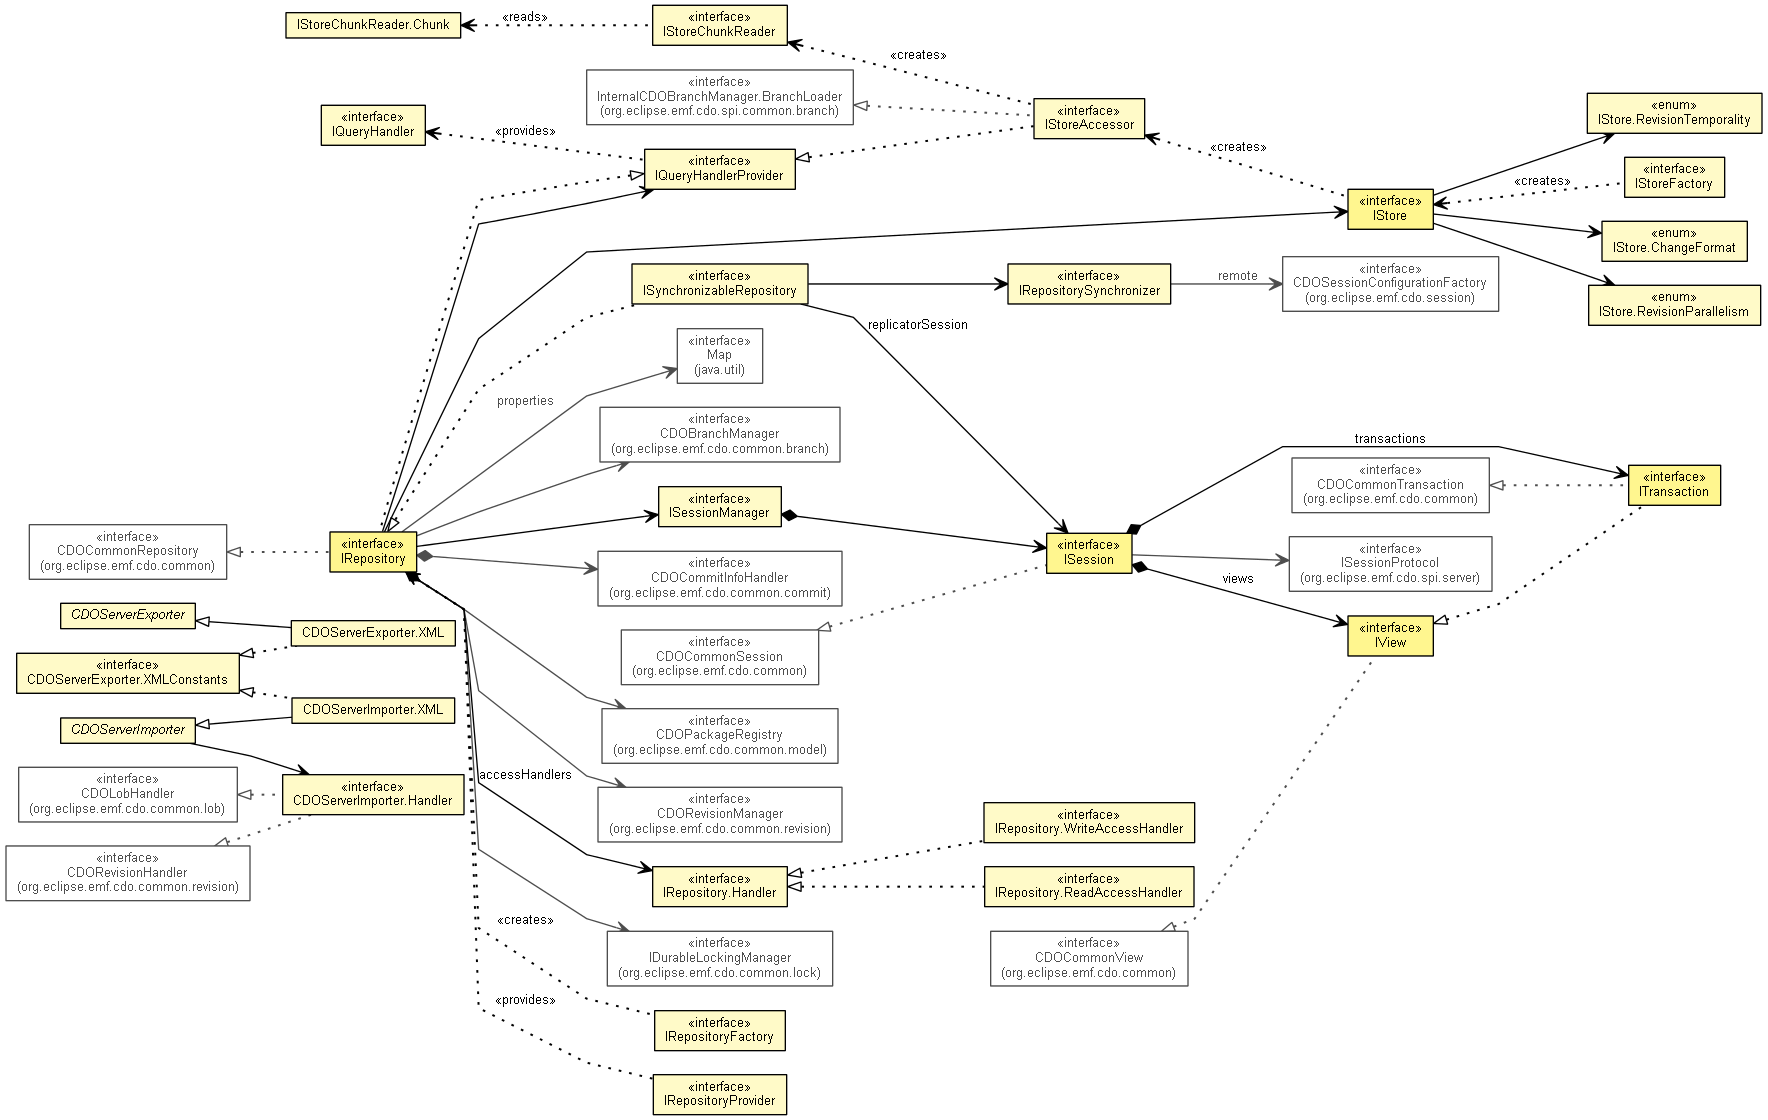 IStoreChunkReader.Chunk
«reads»
«interface»
IStoreChunkReader
«creates»
«interface»
InternalCDOBranchManager.BranchLoader
(org.eclipse.emf.cdo.spi.common.branch)
«interface»
IStoreAccessor
«enum»
IStore.RevisionTemporality
«interface»
IQueryHandler
«provides»
«interface»
IQueryHandlerProvider
«creates»
«interface»
IStoreFactory
«creates»
«interface»
IStore
«enum»
IStore.ChangeFormat
«interface»
ISynchronizableRepository
«interface»
IRepositorySynchronizer
remote
«interface»
CDOSessionConfigurationFactory
(org.eclipse.emf.cdo.session)
«enum»
IStore.RevisionParallelism
replicatorSession
«interface»
Map
(java.util)
properties
«interface»
CDOBranchManager
(org.eclipse.emf.cdo.common.branch)
transactions
«interface»
CDOCommonTransaction
(org.eclipse.emf.cdo.common)
«interface»
ITransaction
«interface»
ISessionManager
«interface»
CDOCommonRepository
(org.eclipse.emf.cdo.common)
«interface»
IRepository
«interface»
CDOCommitInfoHandler
(org.eclipse.emf.cdo.common.commit)
«interface»
ISession
«interface»
ISessionProtocol
(org.eclipse.emf.cdo.spi.server)
views
CDOServerExporter
CDOServerExporter.XML
«interface»
CDOServerExporter.XMLConstants
«interface»
CDOCommonSession
(org.eclipse.emf.cdo.common)
«interface»
IView
CDOServerImporter.XML
CDOServerImporter
«interface»
CDOPackageRegistry
(org.eclipse.emf.cdo.common.model)
«interface»
CDOLobHandler
(org.eclipse.emf.cdo.common.lob)
«interface»
CDOServerImporter.Handler
accessHandlers
«interface»
CDORevisionManager
(org.eclipse.emf.cdo.common.revision)
«interface»
IRepository.WriteAccessHandler
«interface»
CDORevisionHandler
(org.eclipse.emf.cdo.common.revision)
«interface»
IRepository.Handler
«interface»
IRepository.ReadAccessHandler
«creates»
«interface»
IDurableLockingManager
(org.eclipse.emf.cdo.common.lock)
«interface»
CDOCommonView
(org.eclipse.emf.cdo.common)
«provides»
«interface»
IRepositoryFactory
«interface»
IRepositoryProvider